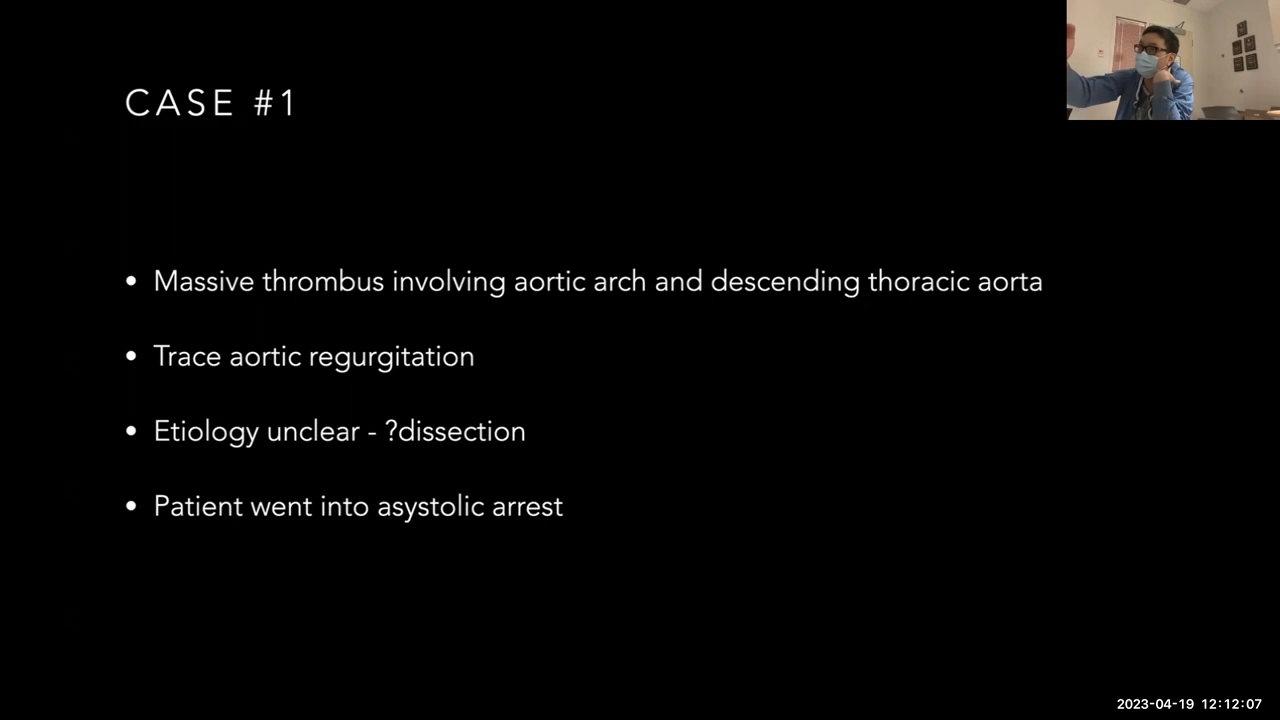 CASE #1
• Massive thrombus involving aortic arch and descending thoracic aorta
• Trace aortic regurgitation
• Etiology unclear - ?dissection
• Patient went into asystolic arrest
2023-04-19 12:12:07